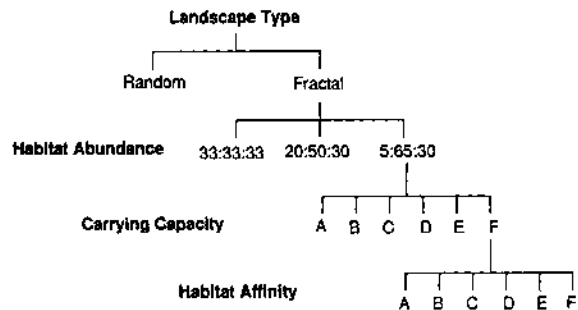 Landscape Type
Random Fractal
Habitat Abundance 33:33:33 20:50:30 5:65:30
Carrying Capacity A B C D E F
Habitat Affinity A B C D E F